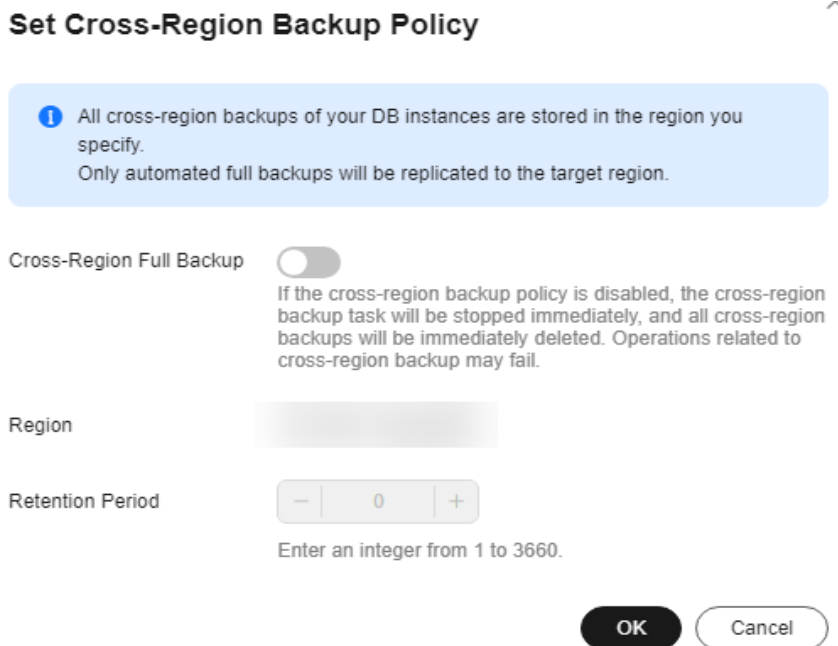 Set Cross-Region Backup Policy
All cross-region backups of your DB instances are stored in the region you
specify.
Only automated full backups will be replicated to the target region.
Cross-Region Full Backup
If the cross-region backup policy is disabled, the cross-region
backup task will be stopped immediately, and all cross-region
backups will be immediately deleted. Operations related to
cross-region backup may fail.
Region
Retention Period
0
Enter an integer from 1 to 3660.
OK
Cancel